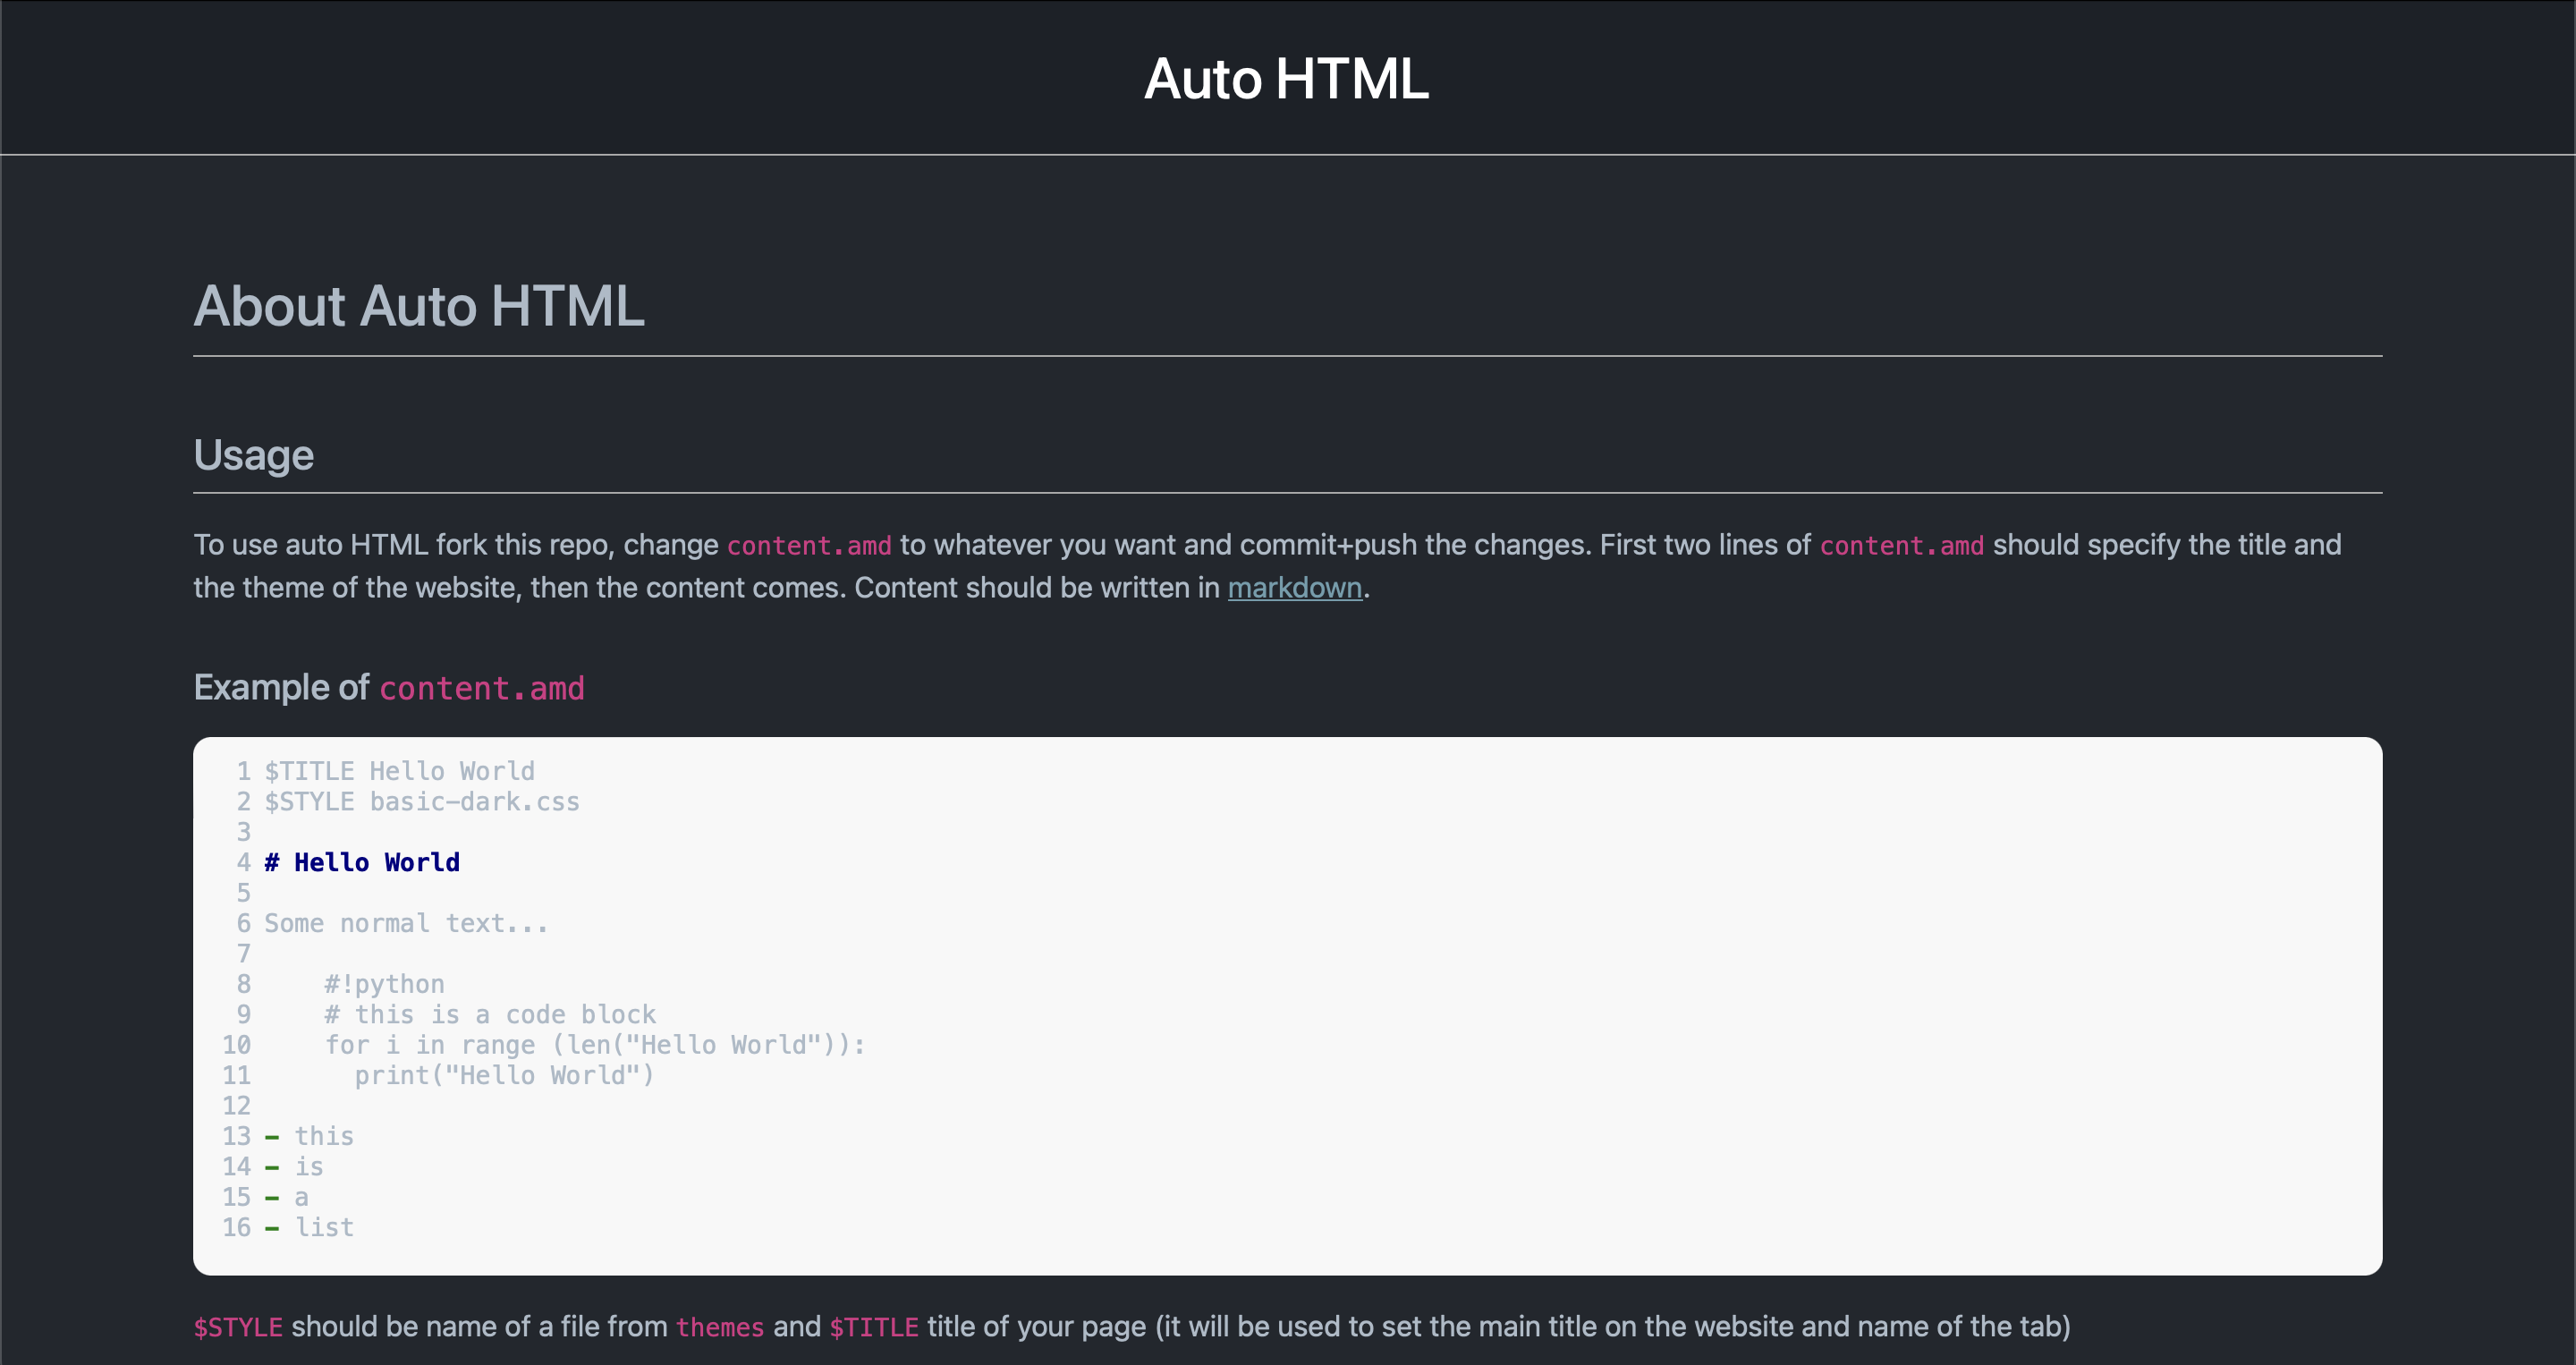 Auto HTML
About Auto HTML
Usage
To use auto HTML fork this repo, change content.amd to whatever you want and commit+push the changes. First two lines of content.amd should specify the title and
the theme of the website, then the content comes. Content should be written in markdown.
Example of content.amd
1 $TITLE Hello World
2 $STYLE basic-dark.css
3
4 # Hello World
5
6 Some normal text...
7
8     #!python
9     # this is a code block
10     for i in range (len("Hello World")):
11       print("Hello World")
12
13 - this
14 - is
15 - a
16 - list
$STYLE should be name of a file from themes and $TITLE title of your page (it will be used to set the main title on the website and name of the tab)